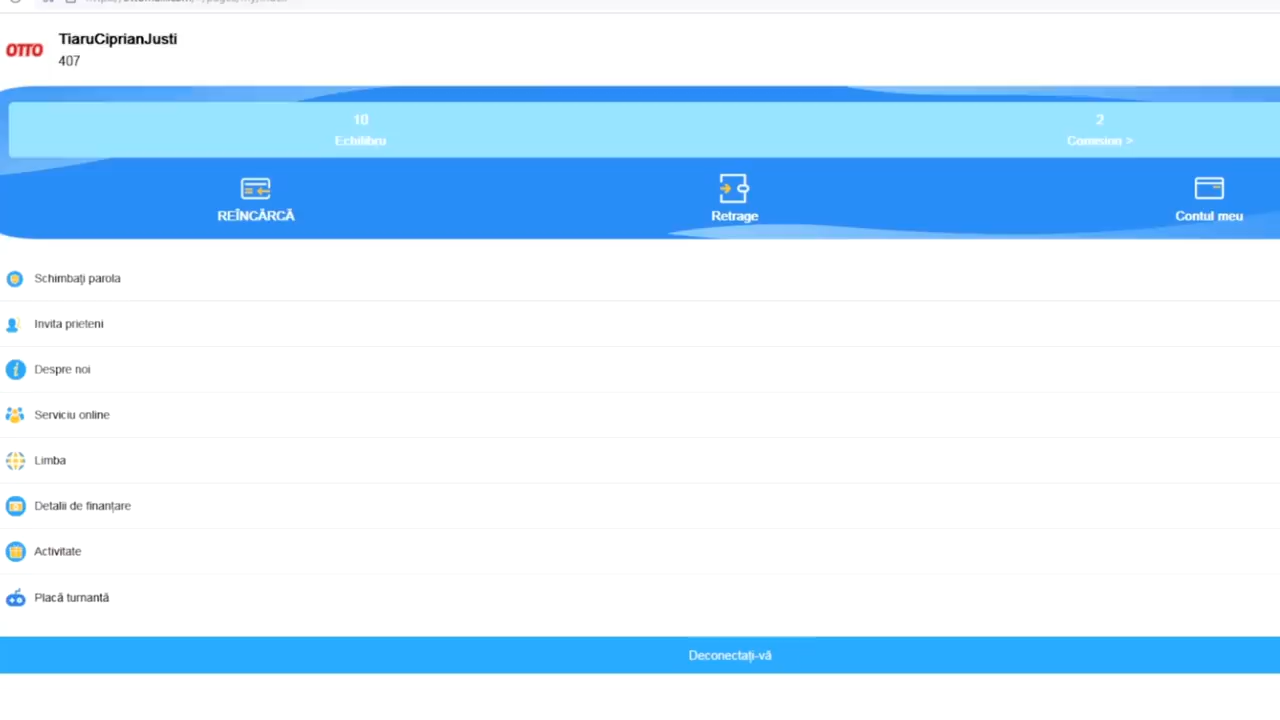 OTTO
TiaruCiprianJusti
407
10
Echilibru
2
Comision >
REÎNCĂRCĂ
Retrage
Contul meu
Schimbați parola
Invita prieteni
Despre noi
Serviciu online
Limba
Detalii de finanțare
Activitate
Placă turnantă
Deconectați-vă